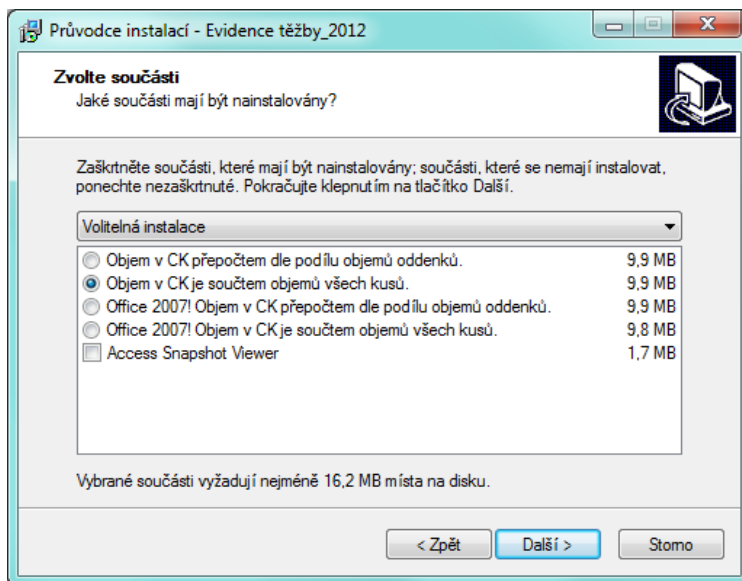 Průvodce instalací - Evidence těžby_2012
Zvolte součásti
Jaké součásti mají být nainstalovány?
Zaškrtněte součásti, které mají být nainstalovány; součásti, které se nemají instalovat,
ponechte nezaškrtnuté. Pokračujte klepnutím na tlačítko Další.
Volitelná instalace
Objem v CK přepočtem dle podílu objemů oddenků. 9,9 MB
Objem v CK je součtem objemů všech kusů. 9,9 MB
Office 2007! Objem v CK přepočtem dle podílu objemů oddenků. 9,9 MB
Office 2007! Objem v CK je součtem objemů všech kusů. 9,8 MB
Access Snapshot Viewer 1,7 MB
Vybrané součásti vyžadují nejméně 16,2 MB místa na disku.
< Zpět Další > Storno